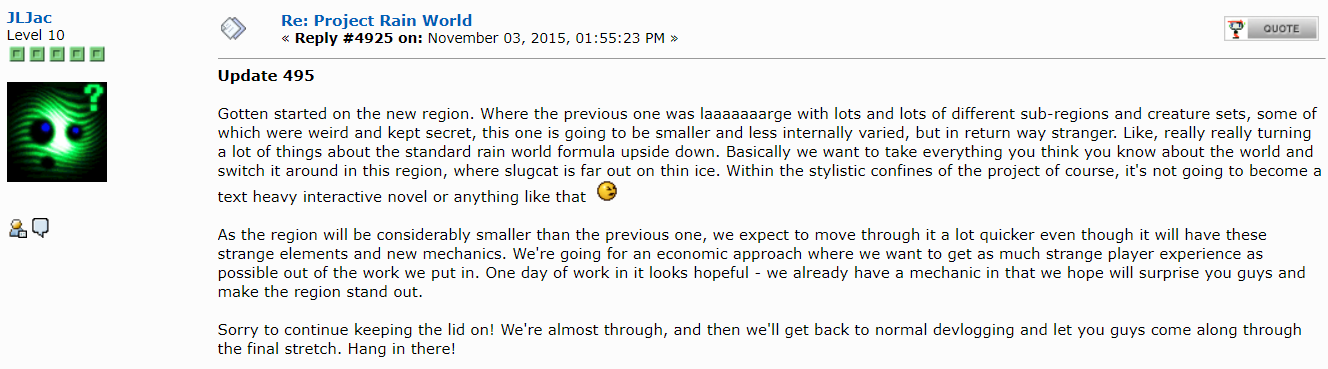 JLJac
Level 10
Re: Project Rain World
« Reply #4925 on: November 03, 2015, 01:55:23 PM »
QUOTE
Update 495
Gotten started on the new region. Where the previous one was laaaaaaarge with lots and lots of different sub-regions and creature sets, some of
which were weird and kept secret, this one is going to be smaller and less internally varied, but in return way stranger. Like, really really turning
a lot of things about the standard rain world formula upside down. Basically we want to take everything you think you know about the world and
switch it around in this region, where slugcat is far out on thin ice. Within the stylistic confines of the project of course, it's not going to become a
text heavy interactive novel or anything like that
As the region will be considerably smaller than the previous one, we expect to move through it a lot quicker even though it will have these
strange elements and new mechanics. We're going for an economic approach where we want to get as much strange player experience as
possible out of the work we put in. One day of work in it looks hopeful - we already have a mechanic in that we hope will surprise you guys and
make the region stand out.
Sorry to continue keeping the lid on! We're almost through, and then we'll get back to normal devlogging and let you guys come along through
the final stretch. Hang in there!